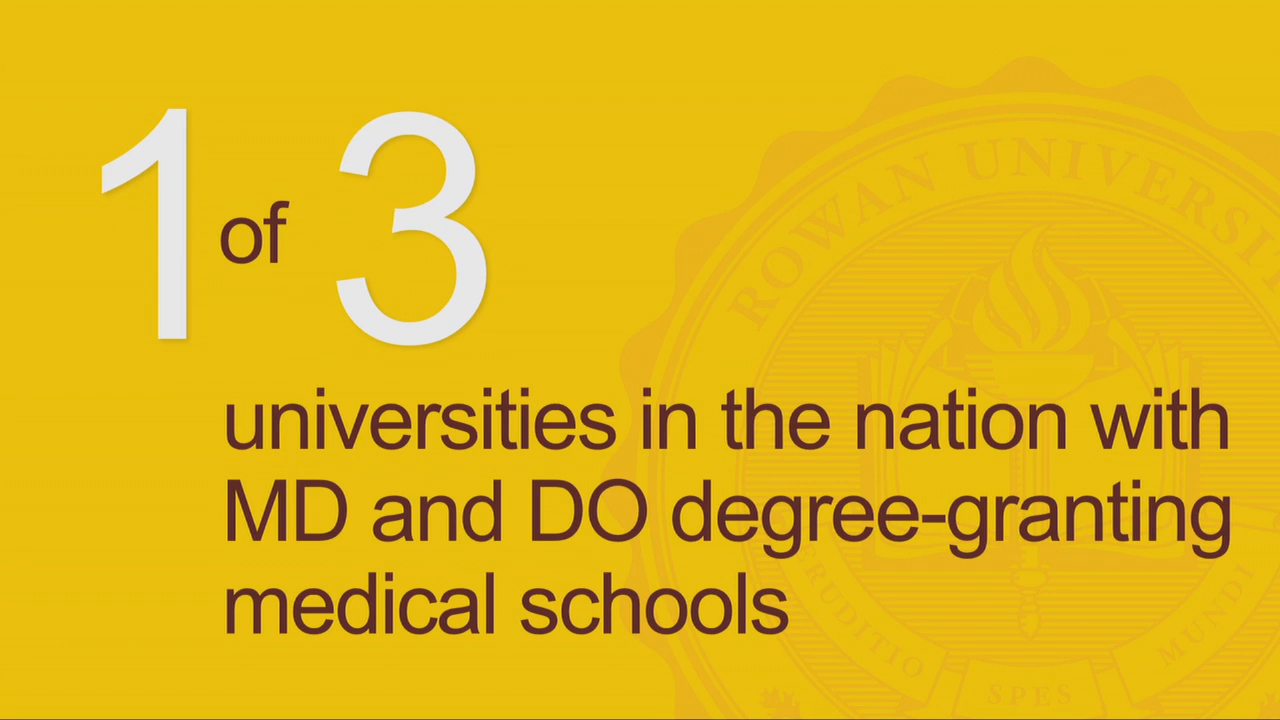 1 of 3
universities in the nation with
MD and DO degree-granting
medical schools
ROWAN UNIVERSI
ERUDITIO
SPES
MUNDI